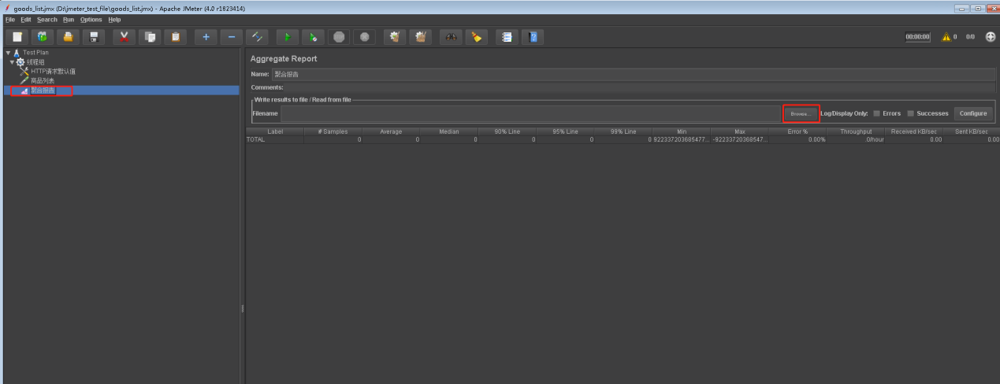 goods_list.jmx (D:\jmeter_test_file\goods_list.jmx) - Apache JMeter (4.0 r1823414)
File Edit Search Run Options Help
00:00:00 0 0/0
Test Plan
线程组
HTTP请求默认值
商品列表
聚合报告
Aggregate Report
Name: 聚合报告
Comments:
Write results to file / Read from file
Filename Browse... Log/Display Only: Errors Successes Configure
Label # Samples Average Median 90% Line 95% Line 99% Line Min Max Error % Throughput Received KB/sec Sent KB/sec
TOTAL 0 0 0 0 0 0 922337203685477... -92233720368547... 0.00% .0/hour 0.00 0.00